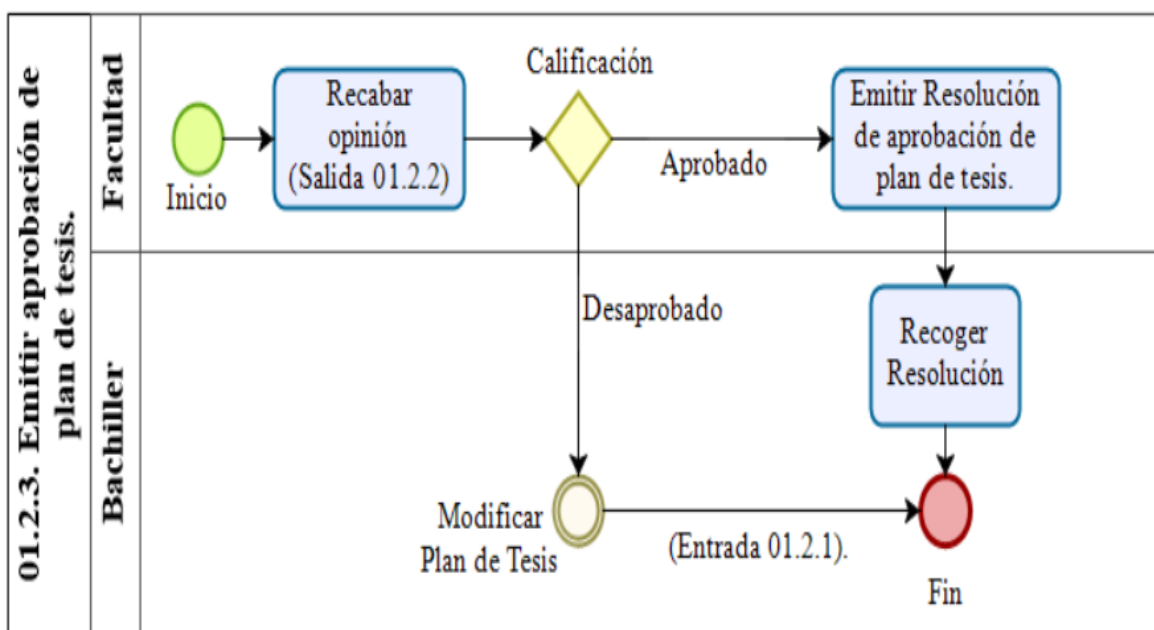 01.2.3. Emitir aprobación de
plan de tesis.
Facultad
Bachiller
Inicio
Recabar
opinión
(Salida 01.2.2)
Calificación
Aprobado
Emitir Resolución
de aprobación de
plan de tesis.
Desaprobado
Recoger
Resolución
Modificar
Plan de Tesis
(Entrada 01.2.1).
Fin